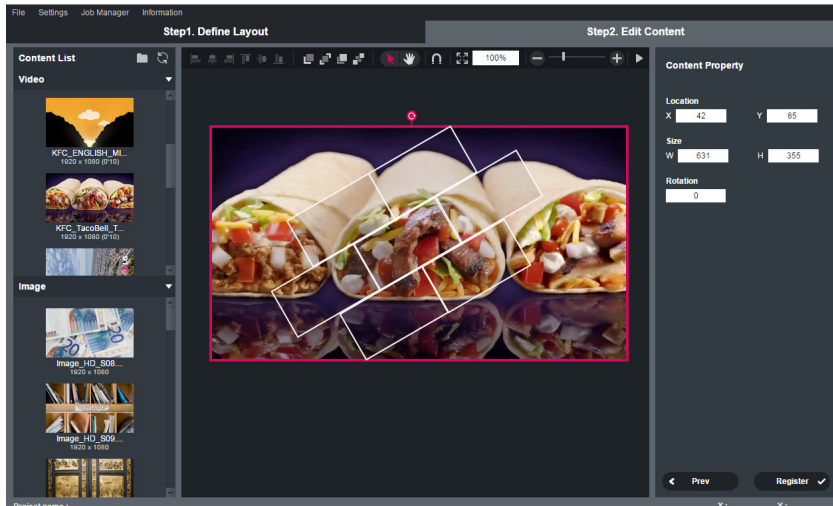 File Settings Job Manager Information
Step1. Define Layout
Step2. Edit Content
Content List
Video
KFC_ENGLISH_MI...
1920 x 1080 (0'10)
KFC_TacoBell_T...
1920 x 1080 (0'10)
Image
Image_HD_S08....
1920 x 1080
Image_HD_S09....
1920 x 1080
100%
Content Property
Location
X 42 Y 85
Size
W 631 H 355
Rotation
0
Prev
Register
Project name :
X : Y :